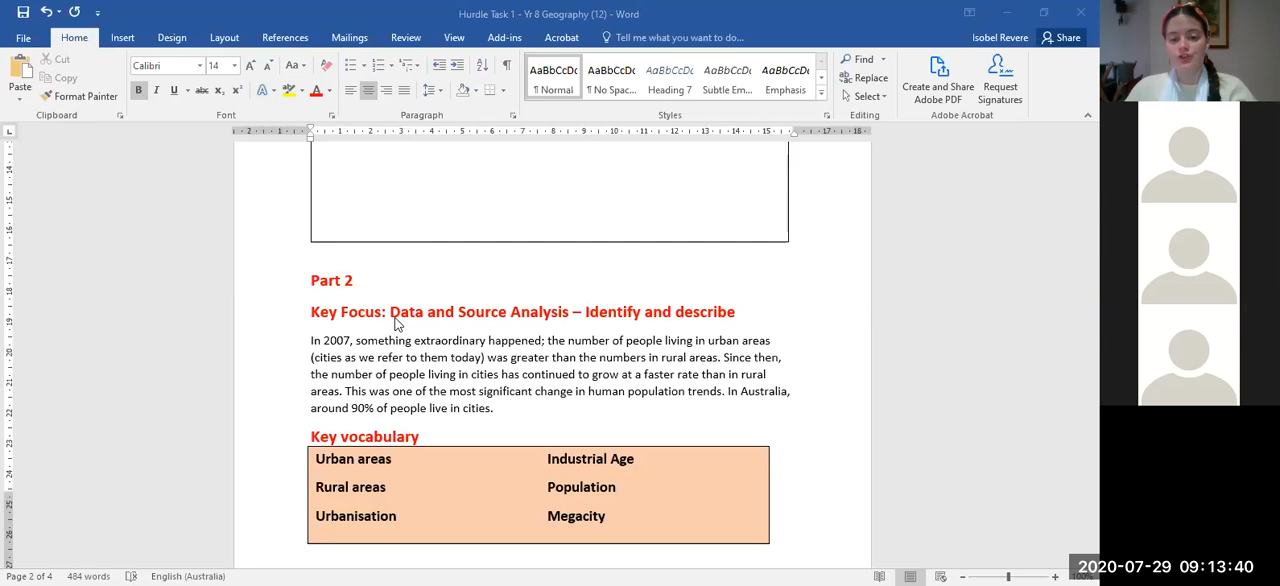 Hurdle Task 1 - Yr 8 Geography (12) - Word
File Home Insert Design Layout References Mailings Review View Add-ins Acrobat Tell me what you want to do... Isobel Revere Share
Paste
Cut
Copy
Format Painter
Clipboard
Calibri 14
Aa
B I U abc x₂ x² A A
Font
Paragraph
AaBbCcDc AaBbCcDc AaBbCcDc AaBbCcDc AaBbCcDc
¶ Normal ¶ No Spac... Heading 7 Subtle Em... Emphasis
Styles
Find
Replace
Select
Editing
Create and Share Adobe PDF
Request Signatures
Adobe Acrobat
Part 2
Key Focus: Data and Source Analysis – Identify and describe
In 2007, something extraordinary happened; the number of people living in urban areas
(cities as we refer to them today) was greater than the numbers in rural areas. Since then,
the number of people living in cities has continued to grow at a faster rate than in rural
areas. This was one of the most significant change in human population trends. In Australia,
around 90% of people live in cities.
Key vocabulary
Urban areas Industrial Age
Rural areas Population
Urbanisation Megacity
Page 2 of 4 484 words English (Australia) 100%
2020-07-29 09:13:40